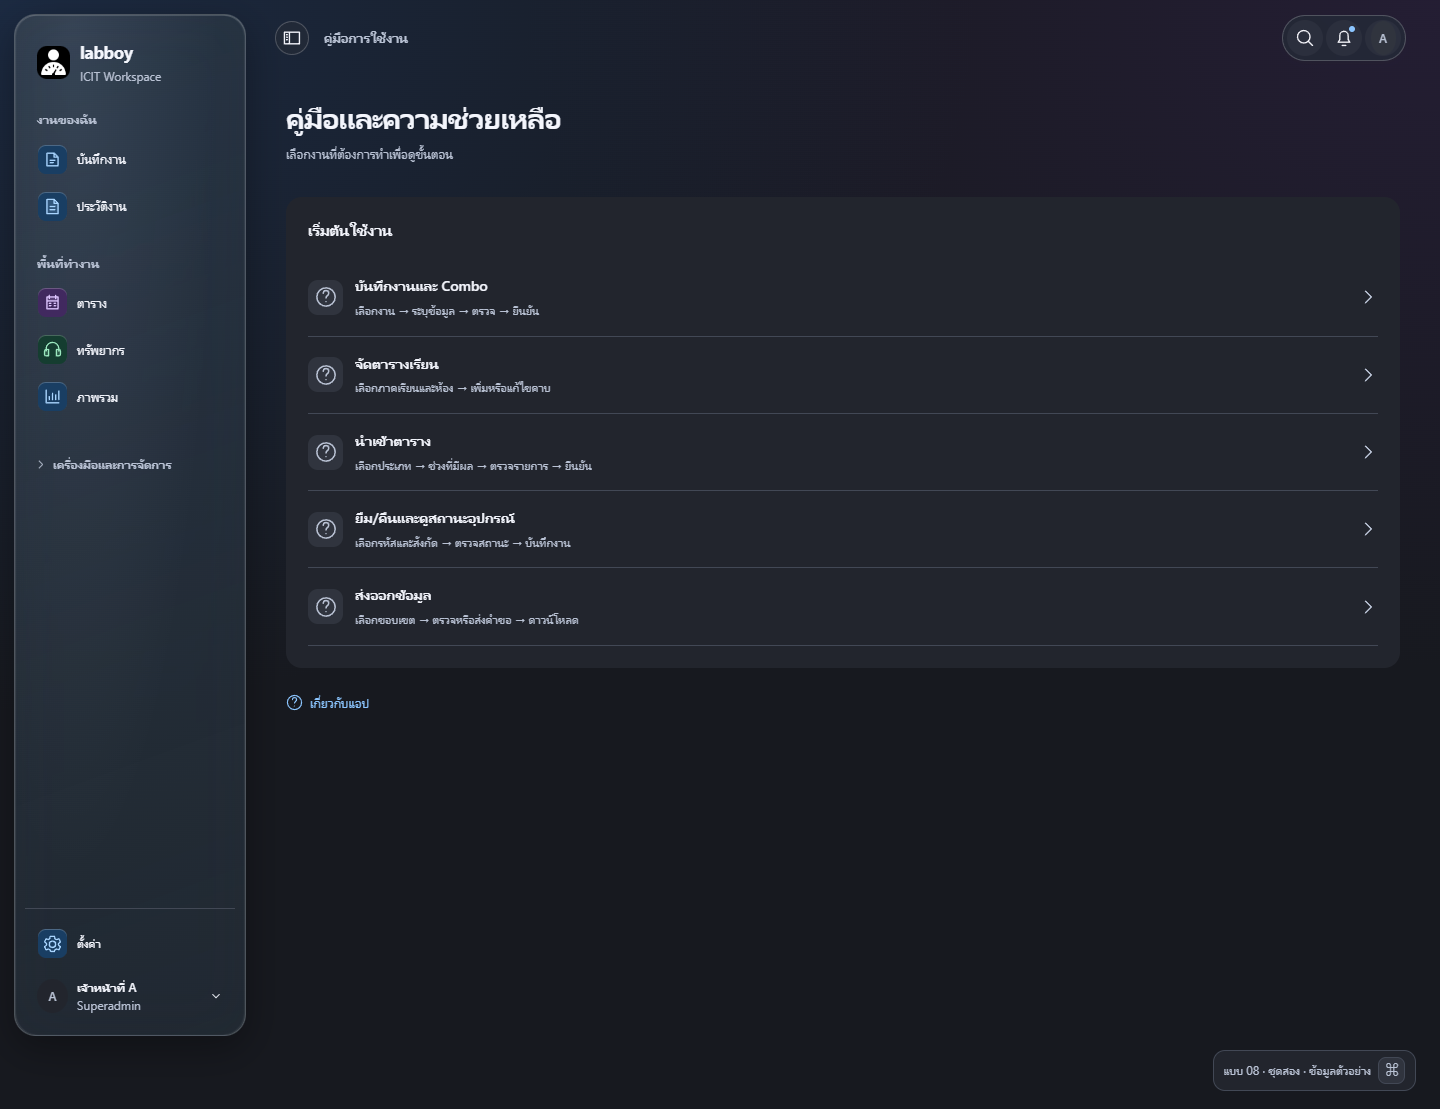 labboy
ICIT Workspace
งานของฉัน
บันทึกงาน
ประวัติงาน
พื้นที่ทำงาน
ตาราง
ทรัพยากร
ภาพรวม
เครื่องมือและการจัดการ
ตั้งค่า
A
เจ้าหน้าที่ A
Superadmin
คู่มือการใช้งาน
A
คู่มือและความช่วยเหลือ
เลือกงานที่ต้องการทำเพื่อดูขั้นตอน
เริ่มต้นใช้งาน
บันทึกงานและ Combo
เลือกงาน → ระบุข้อมูล → ตรวจ → ยืนยัน
จัดตารางเรียน
เลือกภาคเรียนและห้อง → เพิ่มหรือแก้ไขคาบ
นำเข้าตาราง
เลือกประเภท → ช่วงที่มีผล → ตรวจรายการ → ยืนยัน
ยืม/คืนและดูสถานะอุปกรณ์
เลือกรหัสและสังกัด → ตรวจสถานะ → บันทึกงาน
ส่งออกข้อมูล
เลือกขอบเขต → ตรวจหรือส่งคำขอ → ดาวน์โหลด
เกี่ยวกับแอป
แบบ 08 · ชุดสอง · ข้อมูลตัวอย่าง ⌘